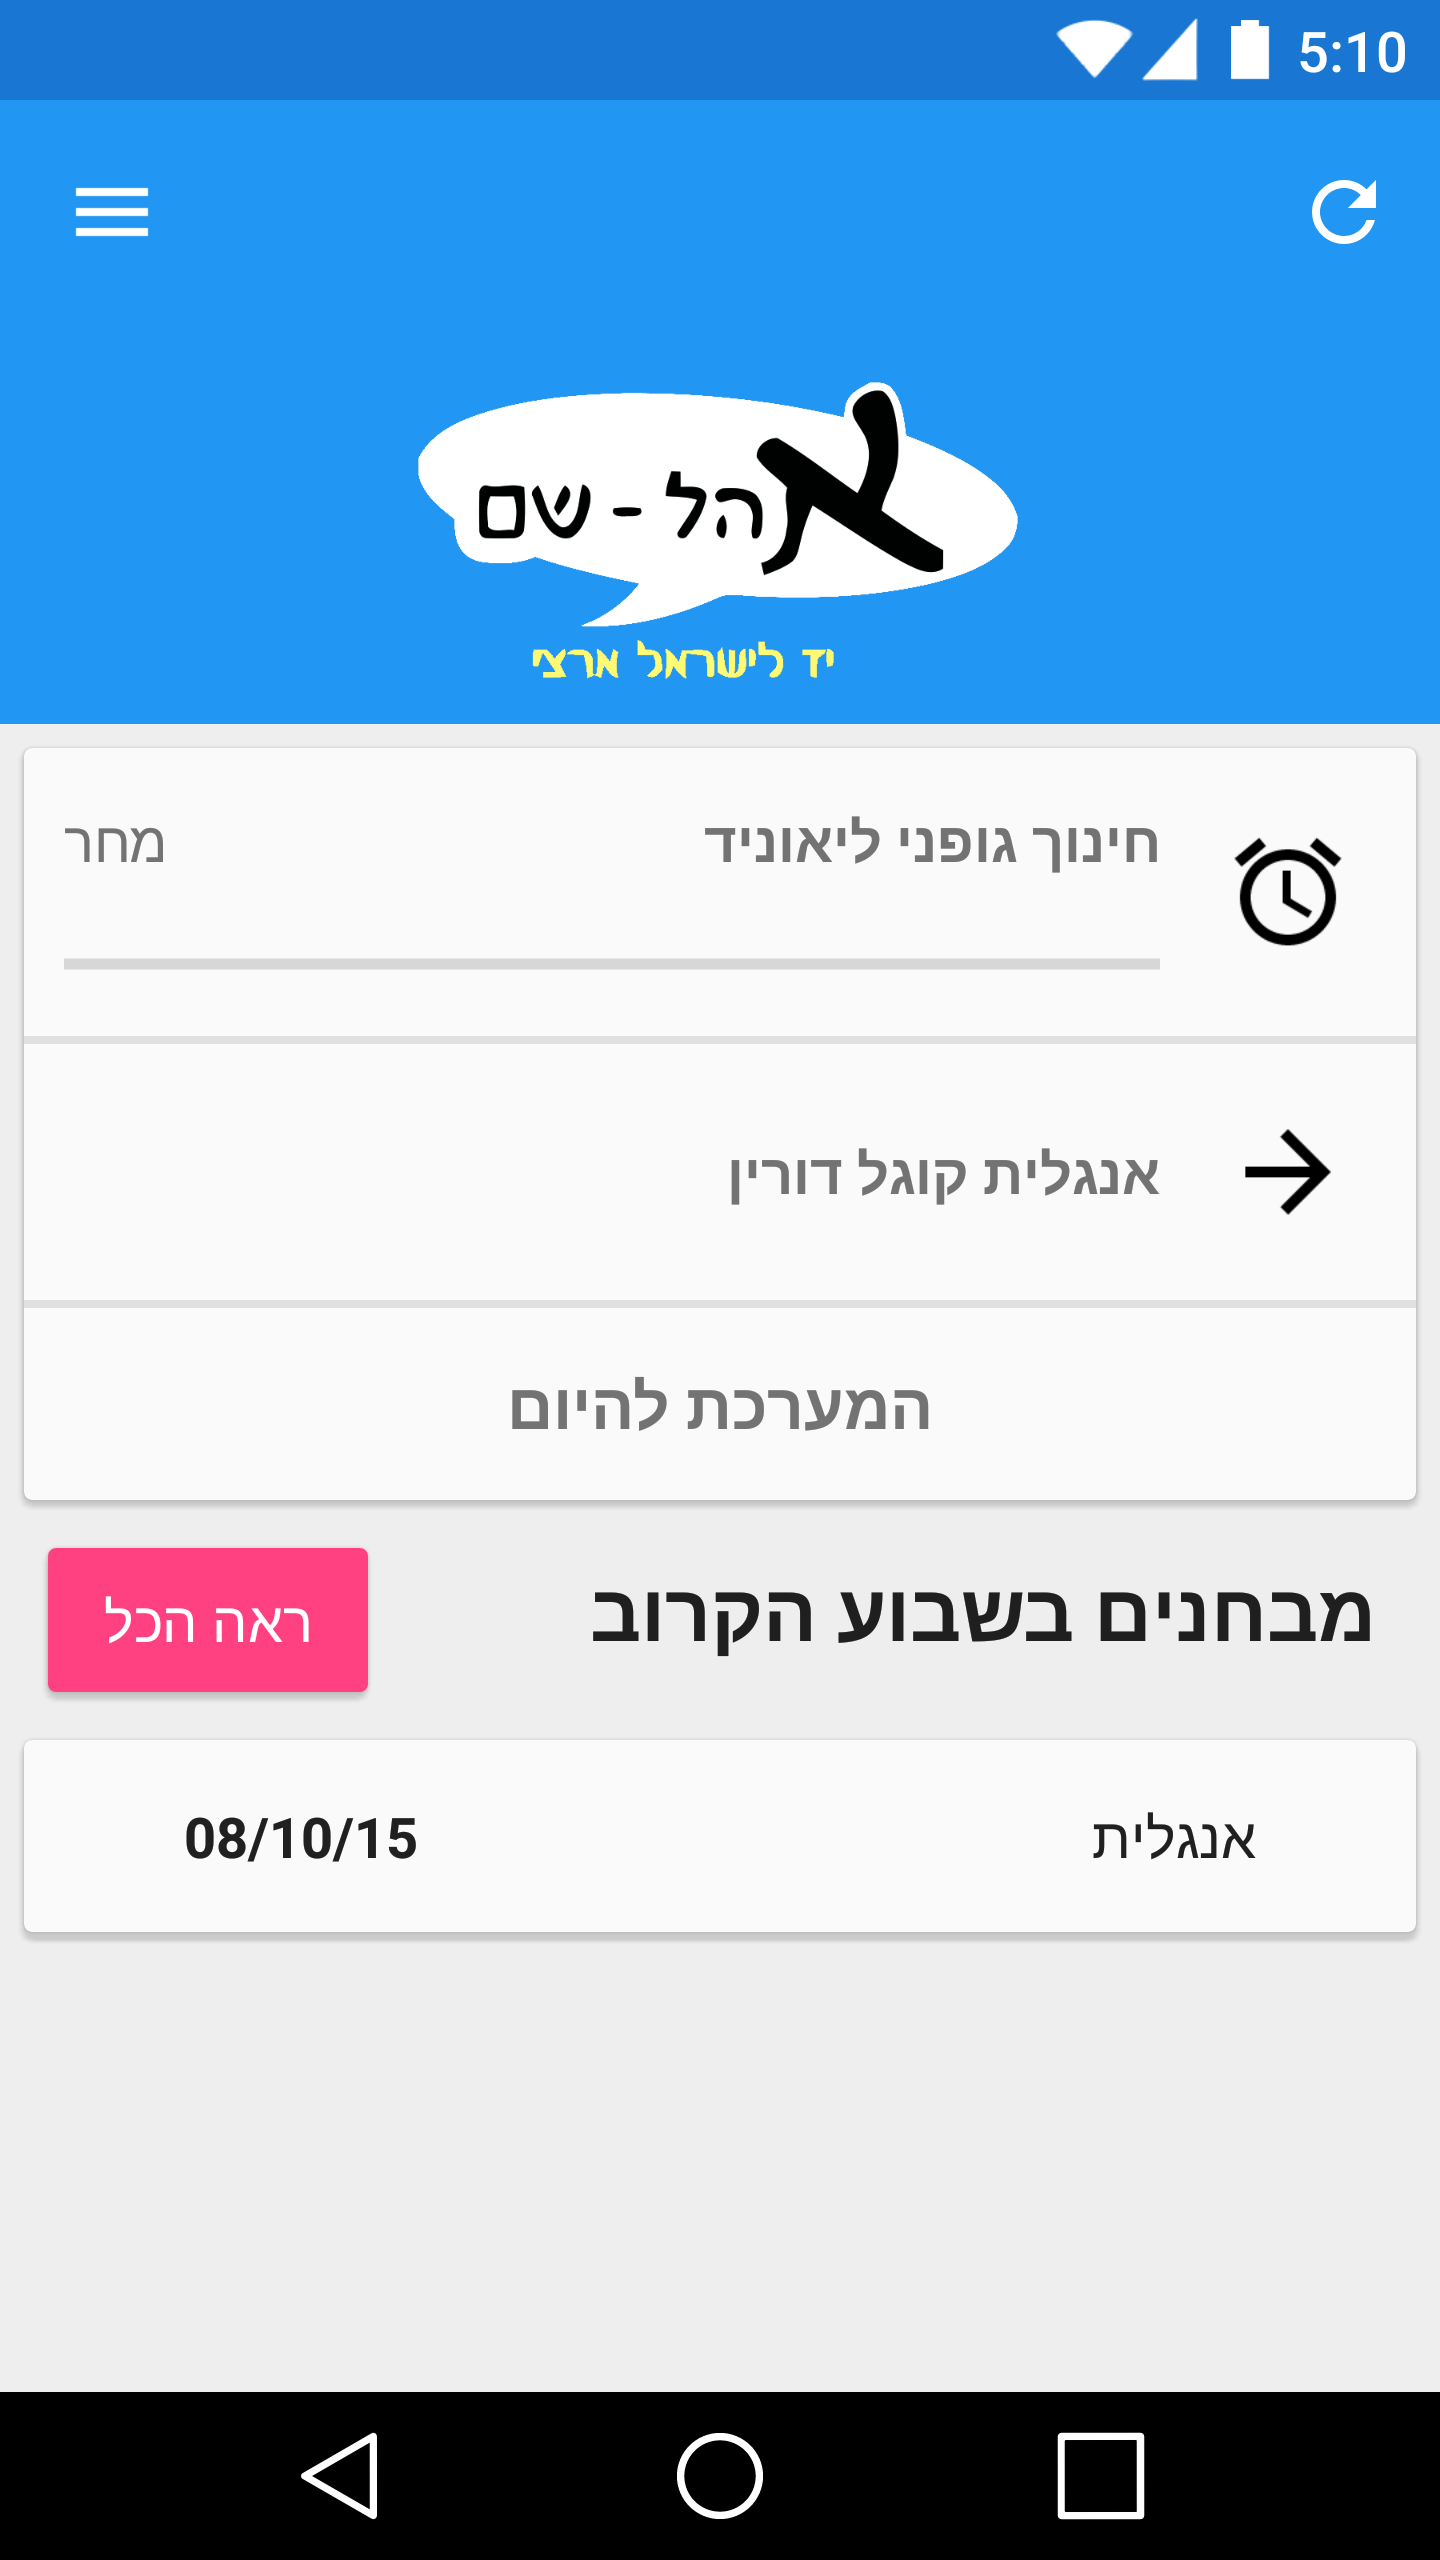 5:10
אהל - שם
יד לישראל ארצי
חינוך גופני ליאוניד
מחר
אנגלית קוגל דורין
המערכת להיום
מבחנים בשבוע הקרוב
ראה הכל
אנגלית
08/10/15